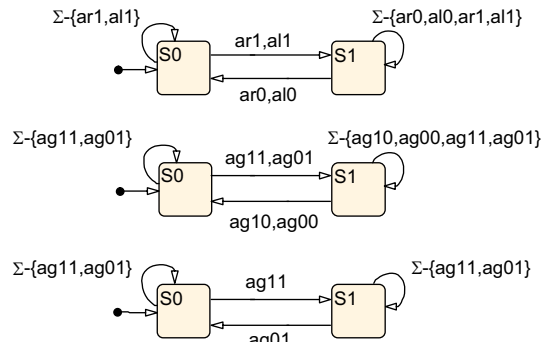 Σ-{ar1,al1}
Σ-{ar0,al0,ar1,al1}
S0
ar1,al1
S1
ar0,al0
Σ-{ag11,ag01}
Σ-{ag10,ag00,ag11,ag01}
S0
ag11,ag01
S1
ag10,ag00
Σ-{ag11,ag01}
Σ-{ag11,ag01}
S0
ag11
S1
ag01